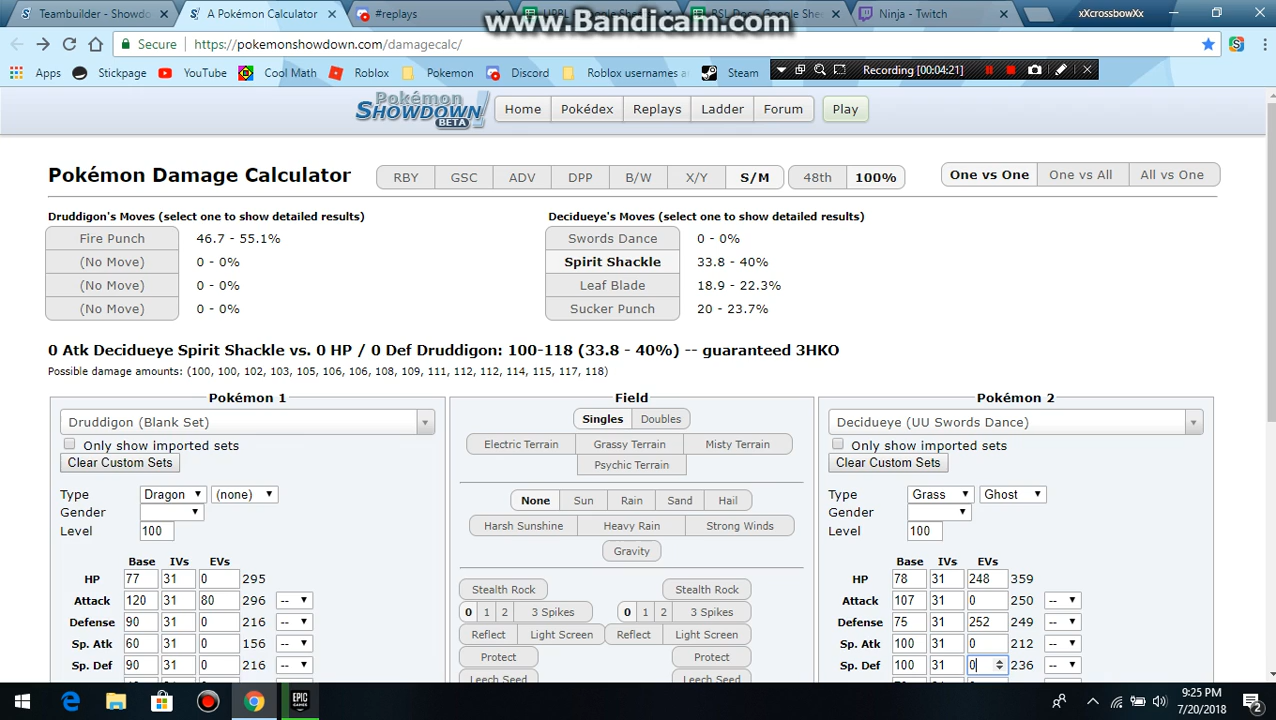 www.Bandicam.com
Teambuilder - Showdo
A Pokémon Calculator
#replays
Doc - Google Shee
Ninja - Twitch
xXcrossbowXx
Secure
https://pokemonshowdown.com/damagecalc/
Apps
Slickpage
YouTube
Cool Math
Roblox
Pokemon
Discord
Roblox usernames a
Steam
Recording [00:04:21]
Pokémon
SHOWDOWN!
BETA
Home
Pokédex
Replays
Ladder
Forum
Play
Pokémon Damage Calculator
RBY GSC ADV DPP B/W X/Y S/M
48th 100%
One vs One One vs All All vs One
Druddigon's Moves (select one to show detailed results)
Decidueye's Moves (select one to show detailed results)
Fire Punch 46.7 - 55.1%
Swords Dance 0 - 0%
(No Move) 0 - 0%
Spirit Shackle 33.8 - 40%
(No Move) 0 - 0%
Leaf Blade 18.9 - 22.3%
(No Move) 0 - 0%
Sucker Punch 20 - 23.7%
0 Atk Decidueye Spirit Shackle vs. 0 HP / 0 Def Druddigon: 100-118 (33.8 - 40%) -- guaranteed 3HKO
Possible damage amounts: (100, 100, 102, 103, 105, 106, 106, 108, 109, 111, 112, 112, 114, 115, 117, 118)
Pokémon 1
Druddigon (Blank Set)
Only show imported sets
Clear Custom Sets
Type Dragon (none)
Gender
Level 100
Base IVs EVs
HP 77 31 0 295
Attack 120 31 80 296 --
Defense 90 31 0 216 --
Sp. Atk 60 31 0 156 --
Sp. Def 90 31 0 216 --
Field
Singles Doubles
Electric Terrain Grassy Terrain Misty Terrain
Psychic Terrain
None Sun Rain Sand Hail
Harsh Sunshine Heavy Rain Strong Winds
Gravity
Stealth Rock Stealth Rock
0 1 2 3 Spikes 0 1 2 3 Spikes
Reflect Light Screen Reflect Light Screen
Protect Protect
Leech Seed Leech Seed
Pokémon 2
Decidueye (UU Swords Dance)
Only show imported sets
Clear Custom Sets
Type Grass Ghost
Gender
Level 100
Base IVs EVs
HP 78 31 248 359
Attack 107 31 0 250 --
Defense 75 31 252 249 --
Sp. Atk 100 31 0 212 --
Sp. Def 100 31 0 236 --
EPIC GAMES
9:25 PM
7/20/2018
2